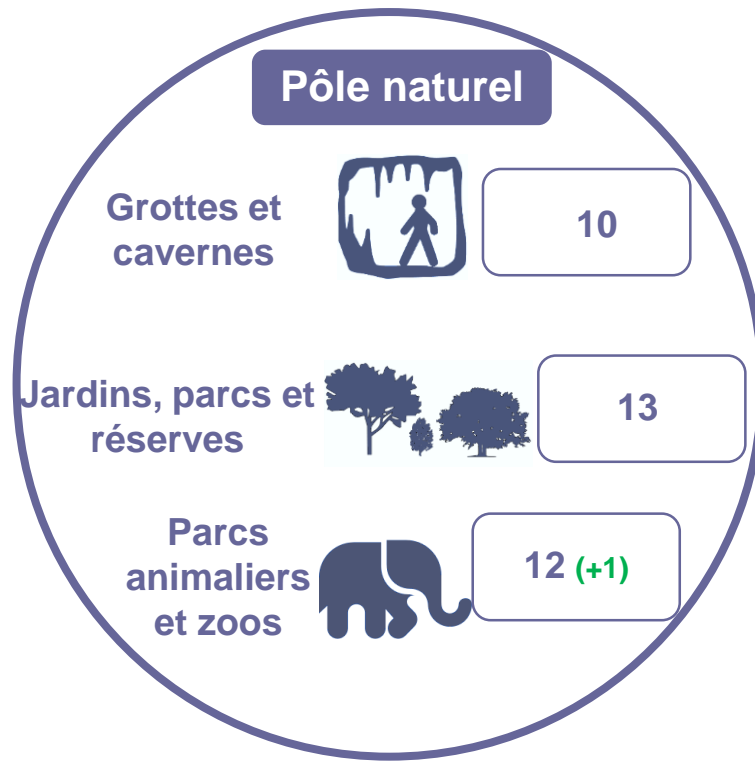 Pôle naturel
Grottes et
cavernes
10
Jardins, parcs et
réserves
13
Parcs
animaliers
et zoos
12 (+1)